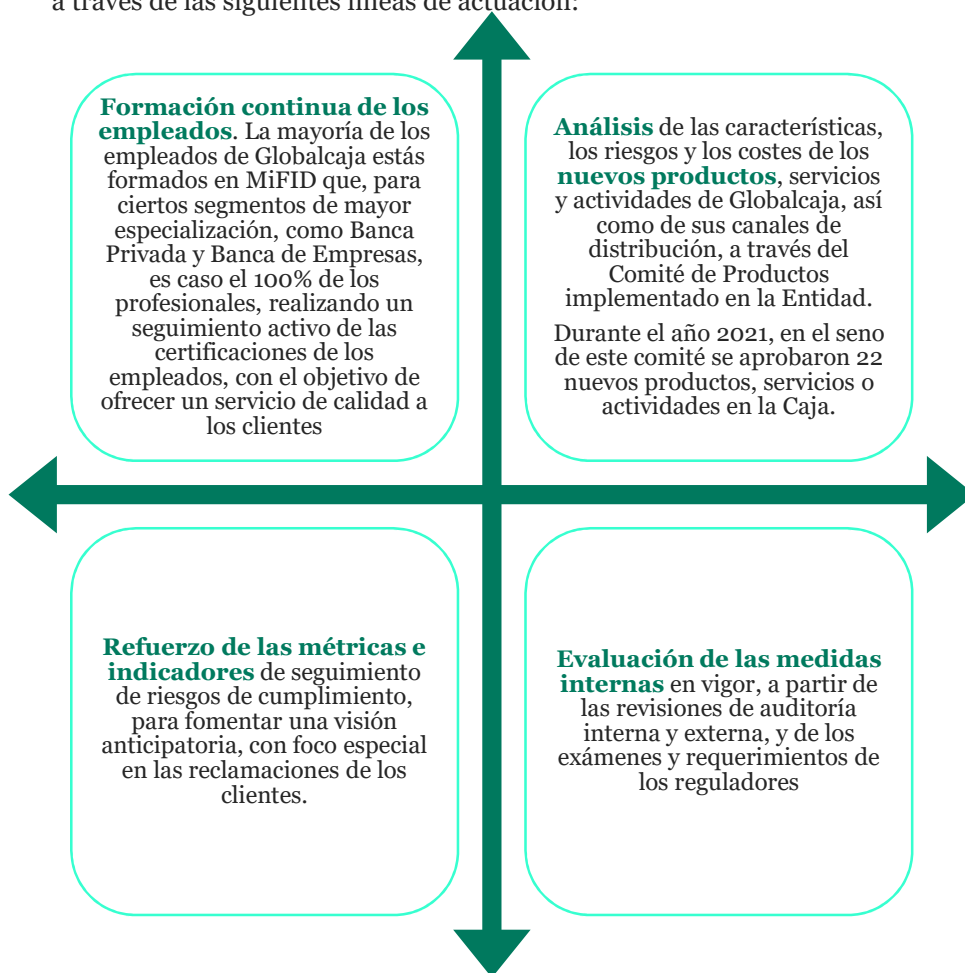 a través de las siguientes líneas de actuación:
Formación continua de los
empleados. La mayoría de los
empleados de Globalcaja estás
formados en MiFID que, para
ciertos segmentos de mayor
especialización, como Banca
Privada y Banca de Empresas,
es caso el 100% de los
profesionales, realizando un
seguimiento activo de las
certificaciones de los
empleados, con el objetivo de
ofrecer un servicio de calidad a
los clientes
Análisis de las características,
los riesgos y los costes de los
nuevos productos, servicios
y actividades de Globalcaja, así
como de sus canales de
distribución, a través del
Comité de Productos
implementado en la Entidad.
Durante el año 2021, en el seno
de este comité se aprobaron 22
nuevos productos, servicios o
actividades en la Caja.
Refuerzo de las métricas e
indicadores de seguimiento
de riesgos de cumplimiento,
para fomentar una visión
anticipatoria, con foco especial
en las reclamaciones de los
clientes.
Evaluación de las medidas
internas en vigor, a partir de
las revisiones de auditoría
interna y externa, y de los
exámenes y requerimientos de
los reguladores